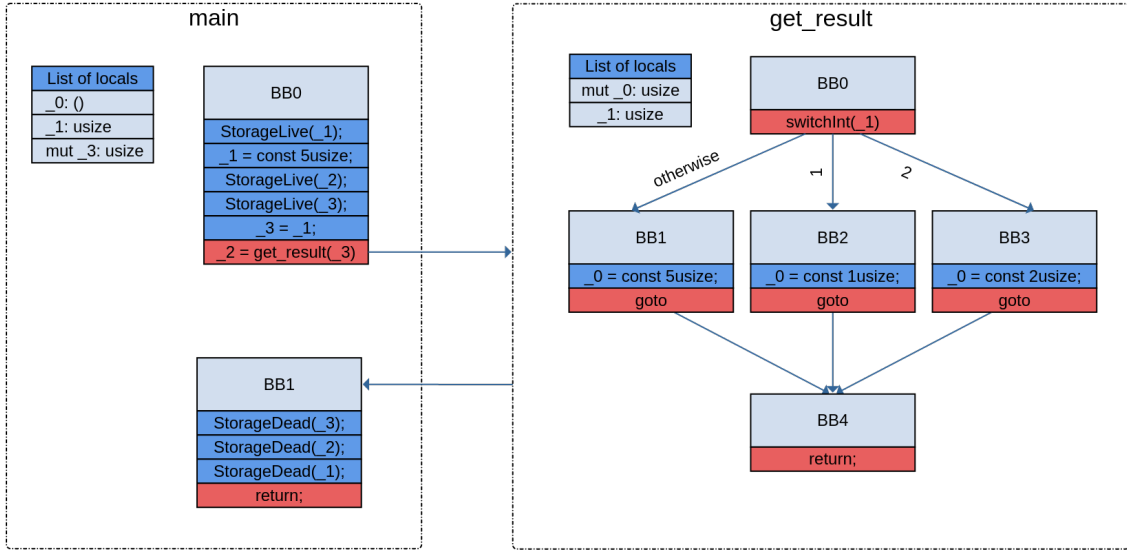 main
List of locals
_0: ()
_1: usize
mut _3: usize
BB0
StorageLive(_1);
_1 = const 5usize;
StorageLive(_2);
StorageLive(_3);
_3 = _1;
_2 = get_result(_3)
BB1
StorageDead(_3);
StorageDead(_2);
StorageDead(_1);
return;
get_result
List of locals
mut _0: usize
_1: usize
BB0
switchInt(_1)
otherwise
1
2
BB1
_0 = const 5usize;
goto
BB2
_0 = const 1usize;
goto
BB3
_0 = const 2usize;
goto
BB4
return;